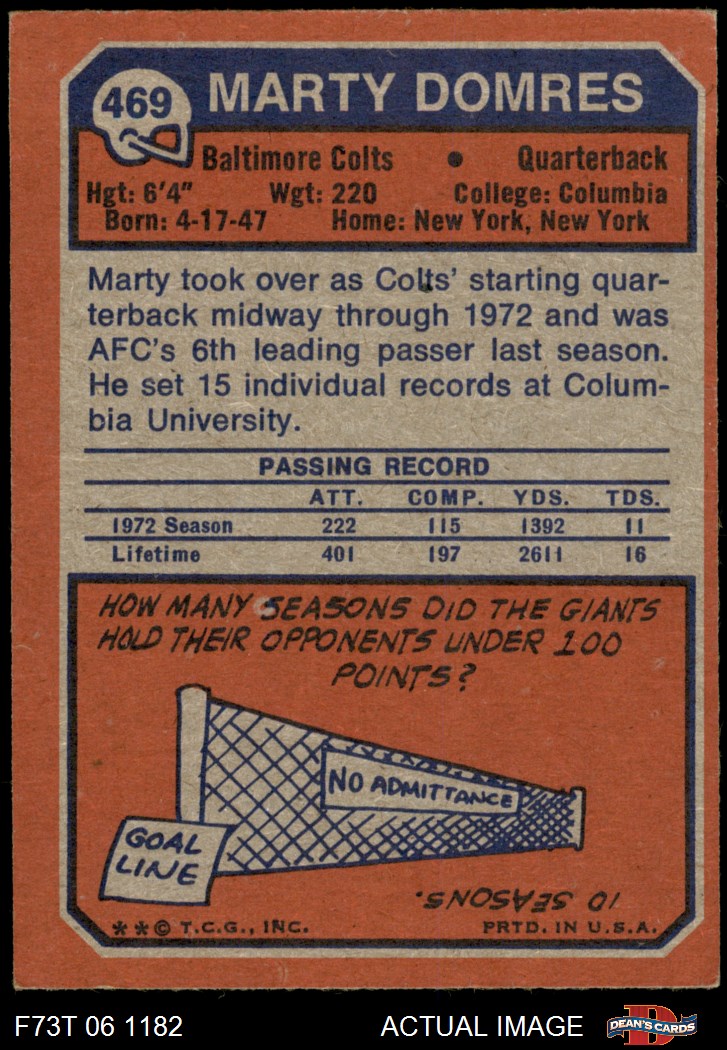 469
MARTY DOMRES
Baltimore Colts • Quarterback
Hgt: 6'4" Wgt: 220 College: Columbia
Born: 4-17-47 Home: New York, New York
Marty took over as Colts' starting quar-
terback midway through 1972 and was
AFC's 6th leading passer last season.
He set 15 individual records at Colum-
bia University.
PASSING RECORD
ATT. COMP. YDS. TDS.
1972 Season 222 115 1392 11
Lifetime 401 197 2611 16
HOW MANY SEASONS DID THE GIANTS
HOLD THEIR OPPONENTS UNDER 100
POINTS?
NO ADMITTANCE
GOAL
LINE
10 SEASONS.
**© T.C.G., INC. PRTD. IN U.S.A.
F73T 06 1182 ACTUAL IMAGE D DEAN'S CARDS